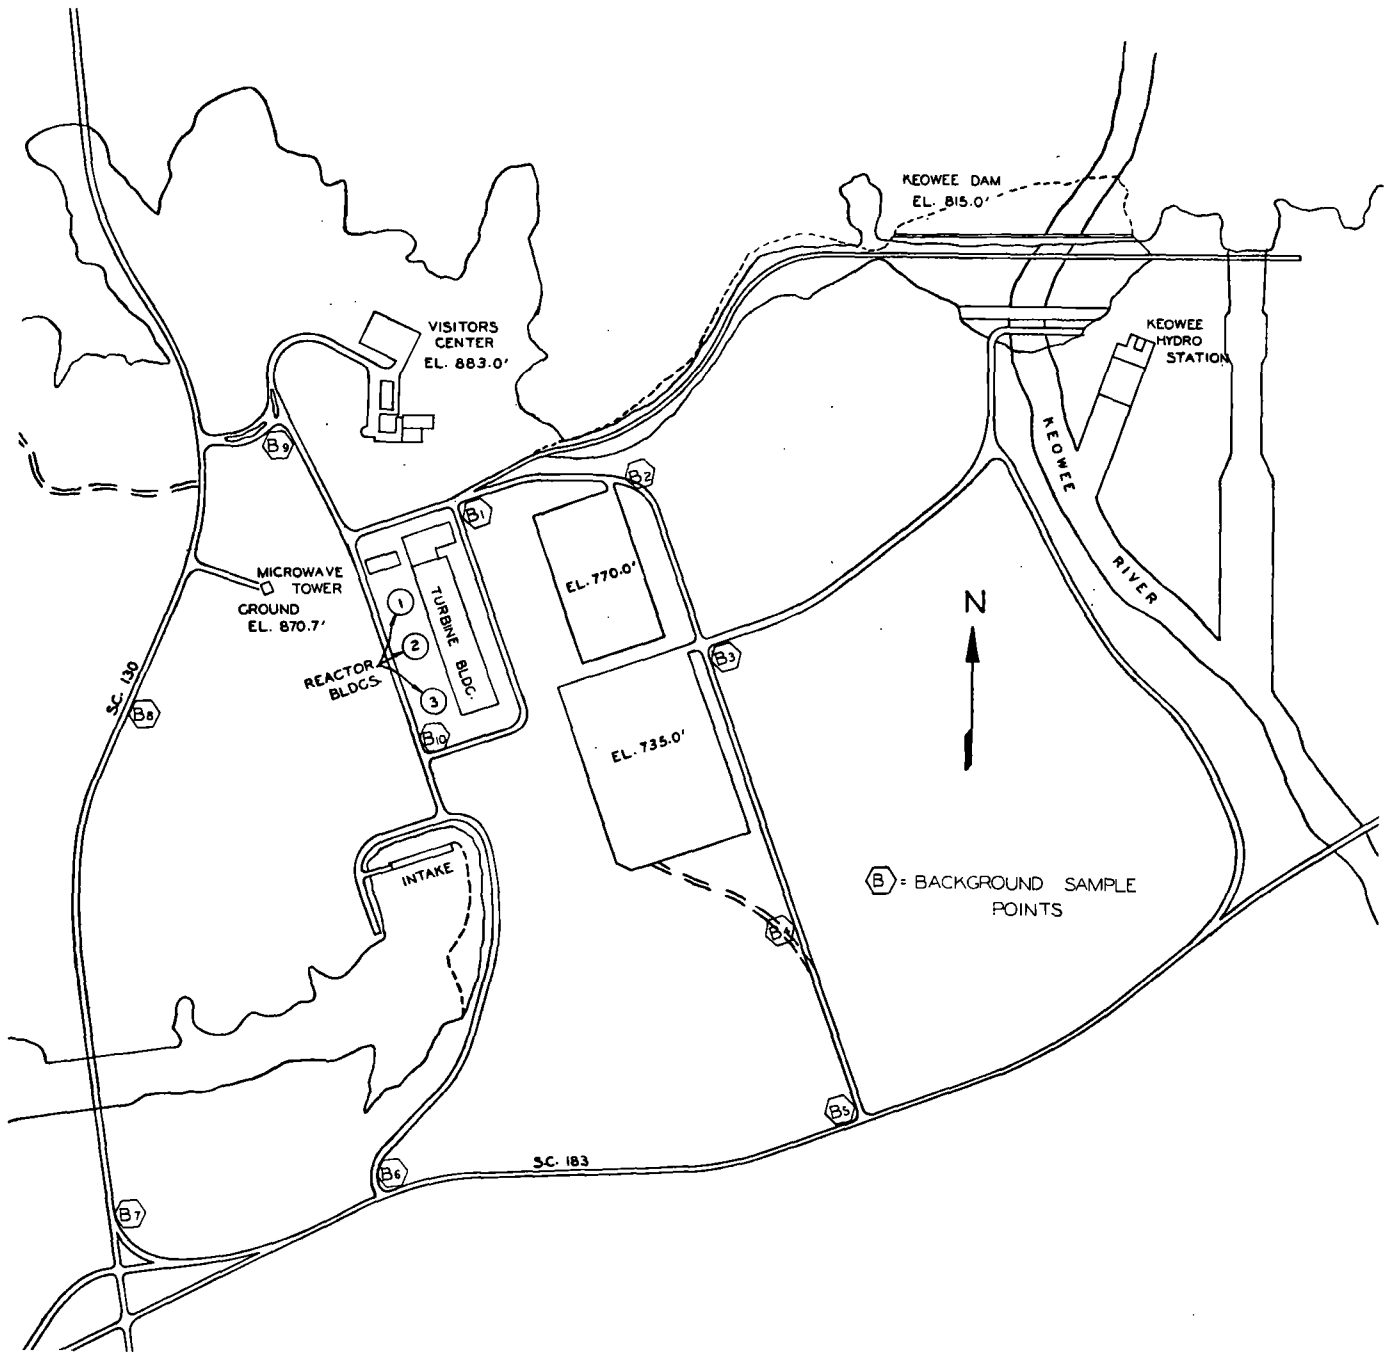 KEOWEE DAM
EL. 815.0'
VISITORS
CENTER
EL. 883.0'
KEOWEE
HYDRO
STATION
KEOWEE
RIVER
B9
B2
B1
MICROWAVE
TOWER
GROUND
EL. 870.7'
EL. 770.0'
TURBINE BLDG.
1
2
3
REACTOR
BLDGS.
N
B3
S.C. 130
B8
B10
EL. 735.0'
INTAKE
B = BACKGROUND SAMPLE
POINTS
B4
B5
S.C. 183
B6
B7